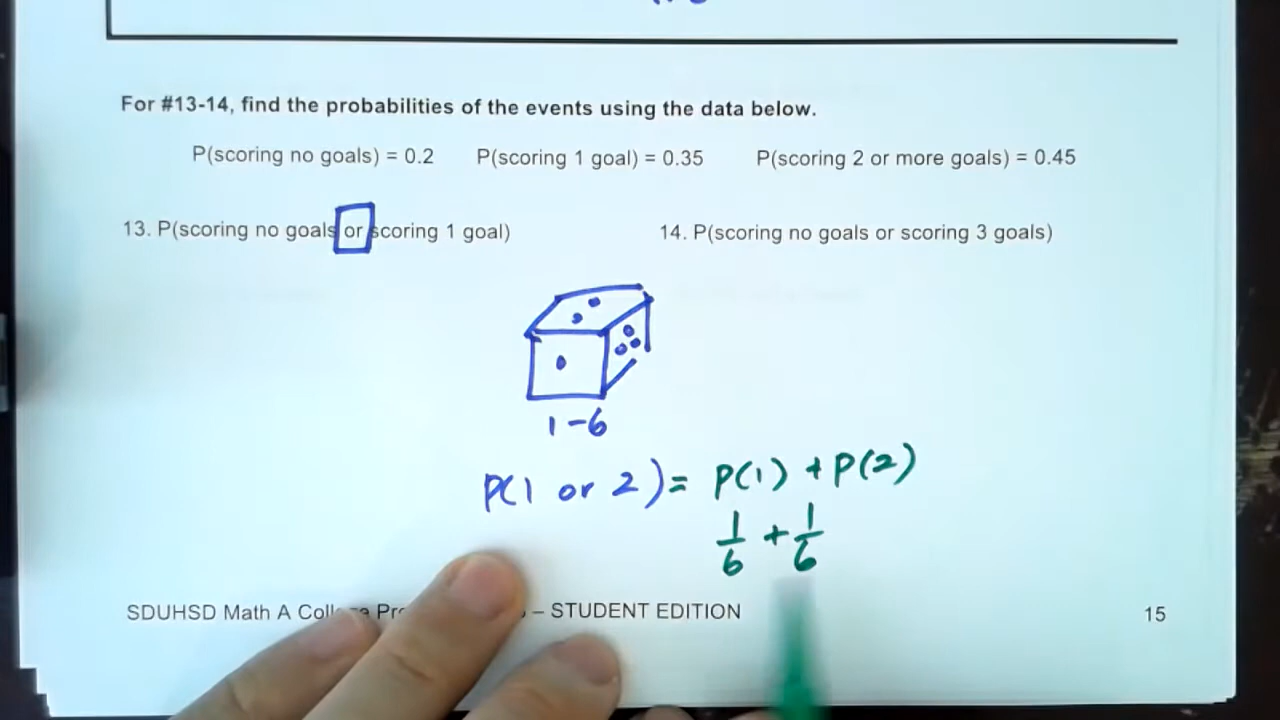 For #13-14, find the probabilities of the events using the data below.
P(scoring no goals) = 0.2 P(scoring 1 goal) = 0.35 P(scoring 2 or more goals) = 0.45
13. P(scoring no goals or scoring 1 goal) 14. P(scoring no goals or scoring 3 goals)
1-6
P(1 or 2) = P(1) + P(2)
1/6 + 1/6
SDUHSD Math A – STUDENT EDITION 15